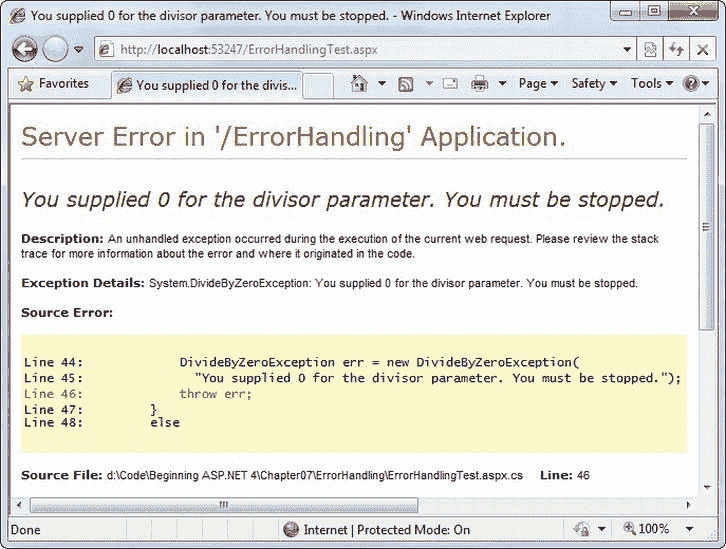 You supplied 0 for the divisor parameter. You must be stopped. - Windows Internet Explorer
http://localhost:53247/ErrorHandlingTest.aspx
Favorites You supplied 0 for the divis... Page Safety Tools
Server Error in '/ErrorHandling' Application.
You supplied 0 for the divisor parameter. You must be stopped.
Description: An unhandled exception occurred during the execution of the current web request. Please review the stack
trace for more information about the error and where it originated in the code.
Exception Details: System.DivideByZeroException: You supplied 0 for the divisor parameter. You must be stopped.
Source Error:
Line 44: DivideByZeroException err = new DivideByZeroException(
Line 45: "You supplied 0 for the divisor parameter. You must be stopped.");
Line 46: throw err;
Line 47: }
Line 48: else
Source File: d:\Code\Beginning ASP.NET 4\Chapter07\ErrorHandling\ErrorHandlingTest.aspx.cs Line: 46
Done Internet | Protected Mode: On 100%